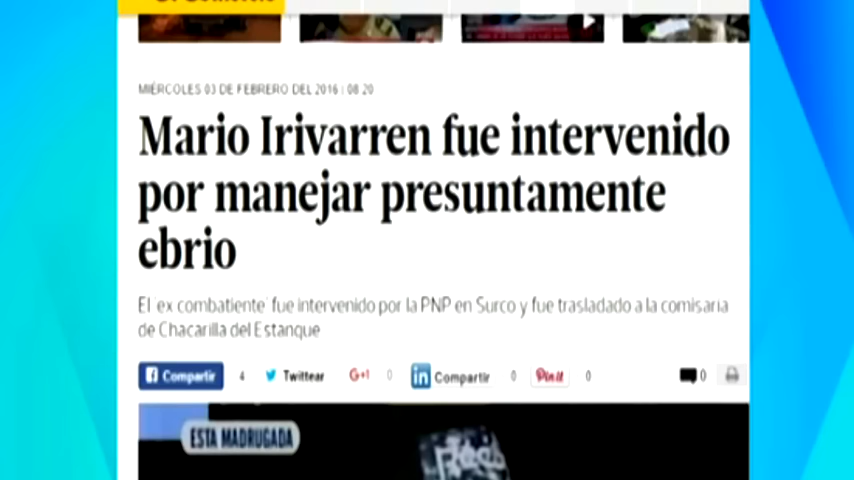 MIÉRCOLES 03 DE FEBRERO DEL 2016 | 08:20
Mario Irivarren fue intervenido
por manejar presuntamente
ebrio
El 'ex combatiente' fue intervenido por la PNP en Surco y fue trasladado a la comisaría
de Chacarilla del Estanque
Compartir 4 Twittear G+1 0 in Compartir 0 Pin it 0 0
ESTA MADRUGADA